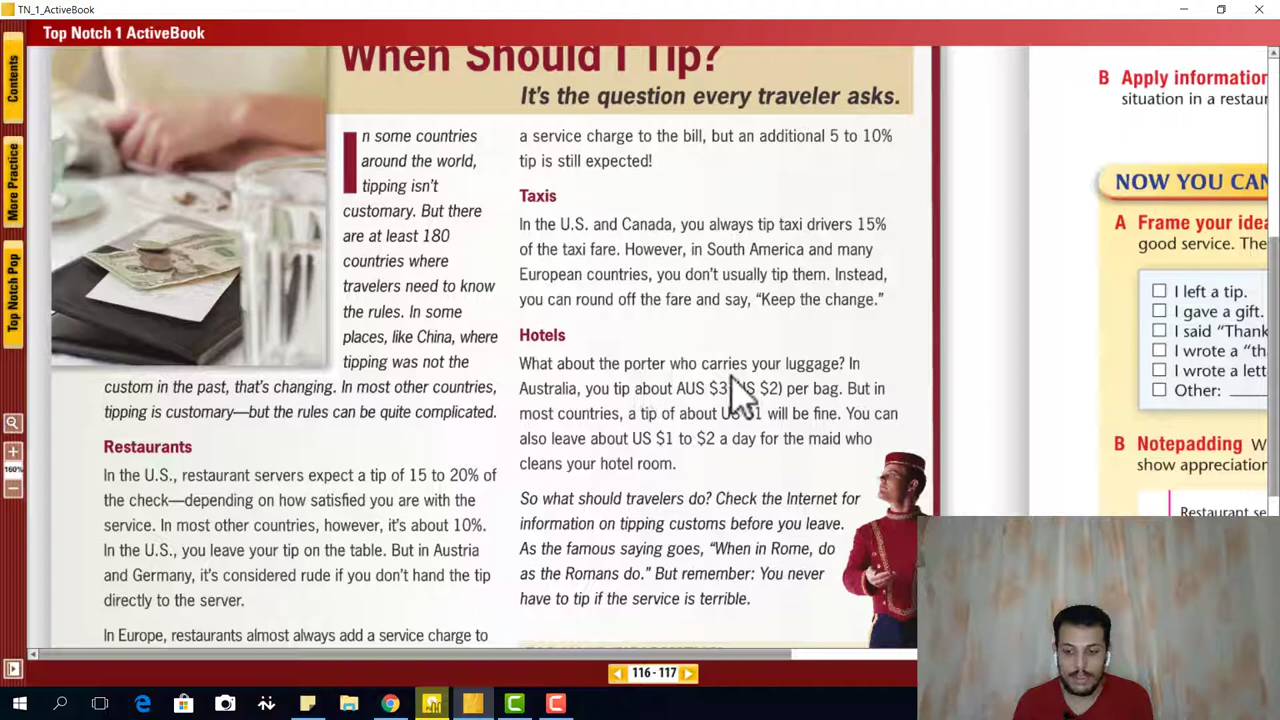 TN_1_ActiveBook
Top Notch 1 ActiveBook
Contents
More Practice
Top Notch Pop
160%
When Should I Tip?
It's the question every traveler asks.
In some countries
around the world,
tipping isn't
customary. But there
are at least 180
countries where
travelers need to know
the rules. In some
places, like China, where
tipping was not the
custom in the past, that's changing. In most other countries,
tipping is customary—but the rules can be quite complicated.
Restaurants
In the U.S., restaurant servers expect a tip of 15 to 20% of
the check—depending on how satisfied you are with the
service. In most other countries, however, it's about 10%.
In the U.S., you leave your tip on the table. But in Austria
and Germany, it's considered rude if you don't hand the tip
directly to the server.
In Europe, restaurants almost always add a service charge to
a service charge to the bill, but an additional 5 to 10%
tip is still expected!
Taxis
In the U.S. and Canada, you always tip taxi drivers 15%
of the taxi fare. However, in South America and many
European countries, you don't usually tip them. Instead,
you can round off the fare and say, “Keep the change.”
Hotels
What about the porter who carries your luggage? In
Australia, you tip about AUS $3 $2) per bag. But in
most countries, a tip of about will be fine. You can
also leave about US $1 to $2 a day for the maid who
cleans your hotel room.
So what should travelers do? Check the Internet for
information on tipping customs before you leave.
As the famous saying goes, “When in Rome, do
as the Romans do.” But remember: You never
have to tip if the service is terrible.
B Apply information
situation in a restau
NOW YOU CAN
A Frame your idea
good service. The
I left a tip.
I gave a gift.
I said “Thank
I wrote a “th
I wrote a lett
Other:
B Notepadding W
show appreciation
Restaurant se
116-117